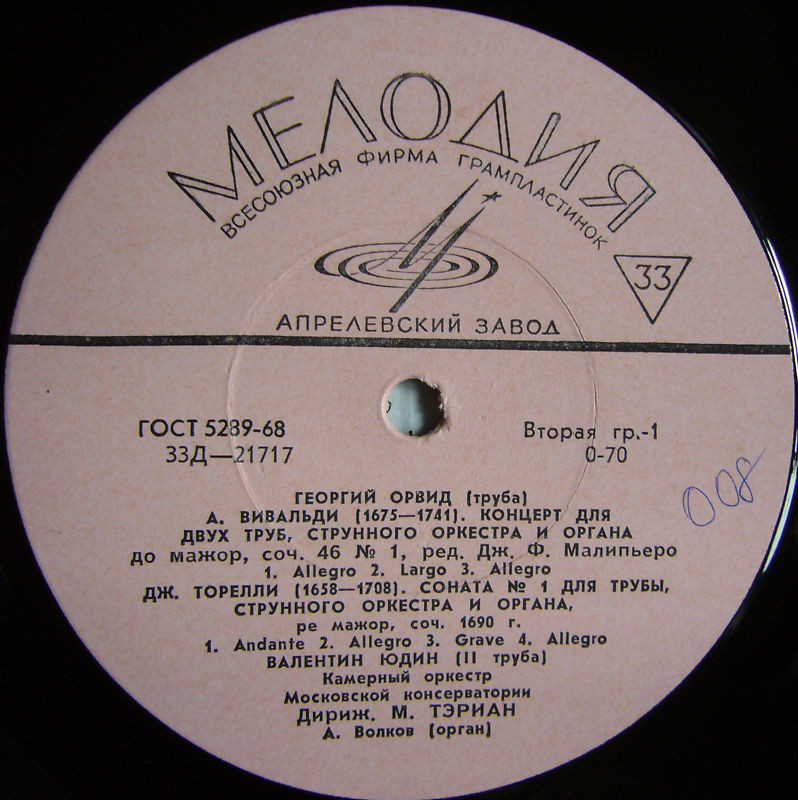 МЕЛОДИЯ
ВСЕСОЮЗНАЯ ФИРМА ГРАМПЛАСТИНОК
33
АПРЕЛЕВСКИЙ ЗАВОД
ГОСТ 5289-68
Вторая гр.-1
33Д—21717
0-70
008
ГЕОРГИЙ ОРВИД (труба)
А. ВИВАЛЬДИ (1675—1741). КОНЦЕРТ ДЛЯ
ДВУХ ТРУБ, СТРУННОГО ОРКЕСТРА И ОРГАНА
до мажор, соч. 46 № 1, ред. Дж. Ф. Малипьеро
1. Allegro 2. Largo 3. Allegro
ДЖ. ТОРЕЛЛИ (1658—1708). СОНАТА № 1 ДЛЯ ТРУБЫ,
СТРУННОГО ОРКЕСТРА И ОРГАНА,
ре мажор, соч. 1690 г.
1. Andante 2. Allegro 3. Grave 4. Allegro
ВАЛЕНТИН ЮДИН (II труба)
Камерный оркестр
Московской консерватории
Дириж. М. ТЭРИАН
А. Волков (орган)